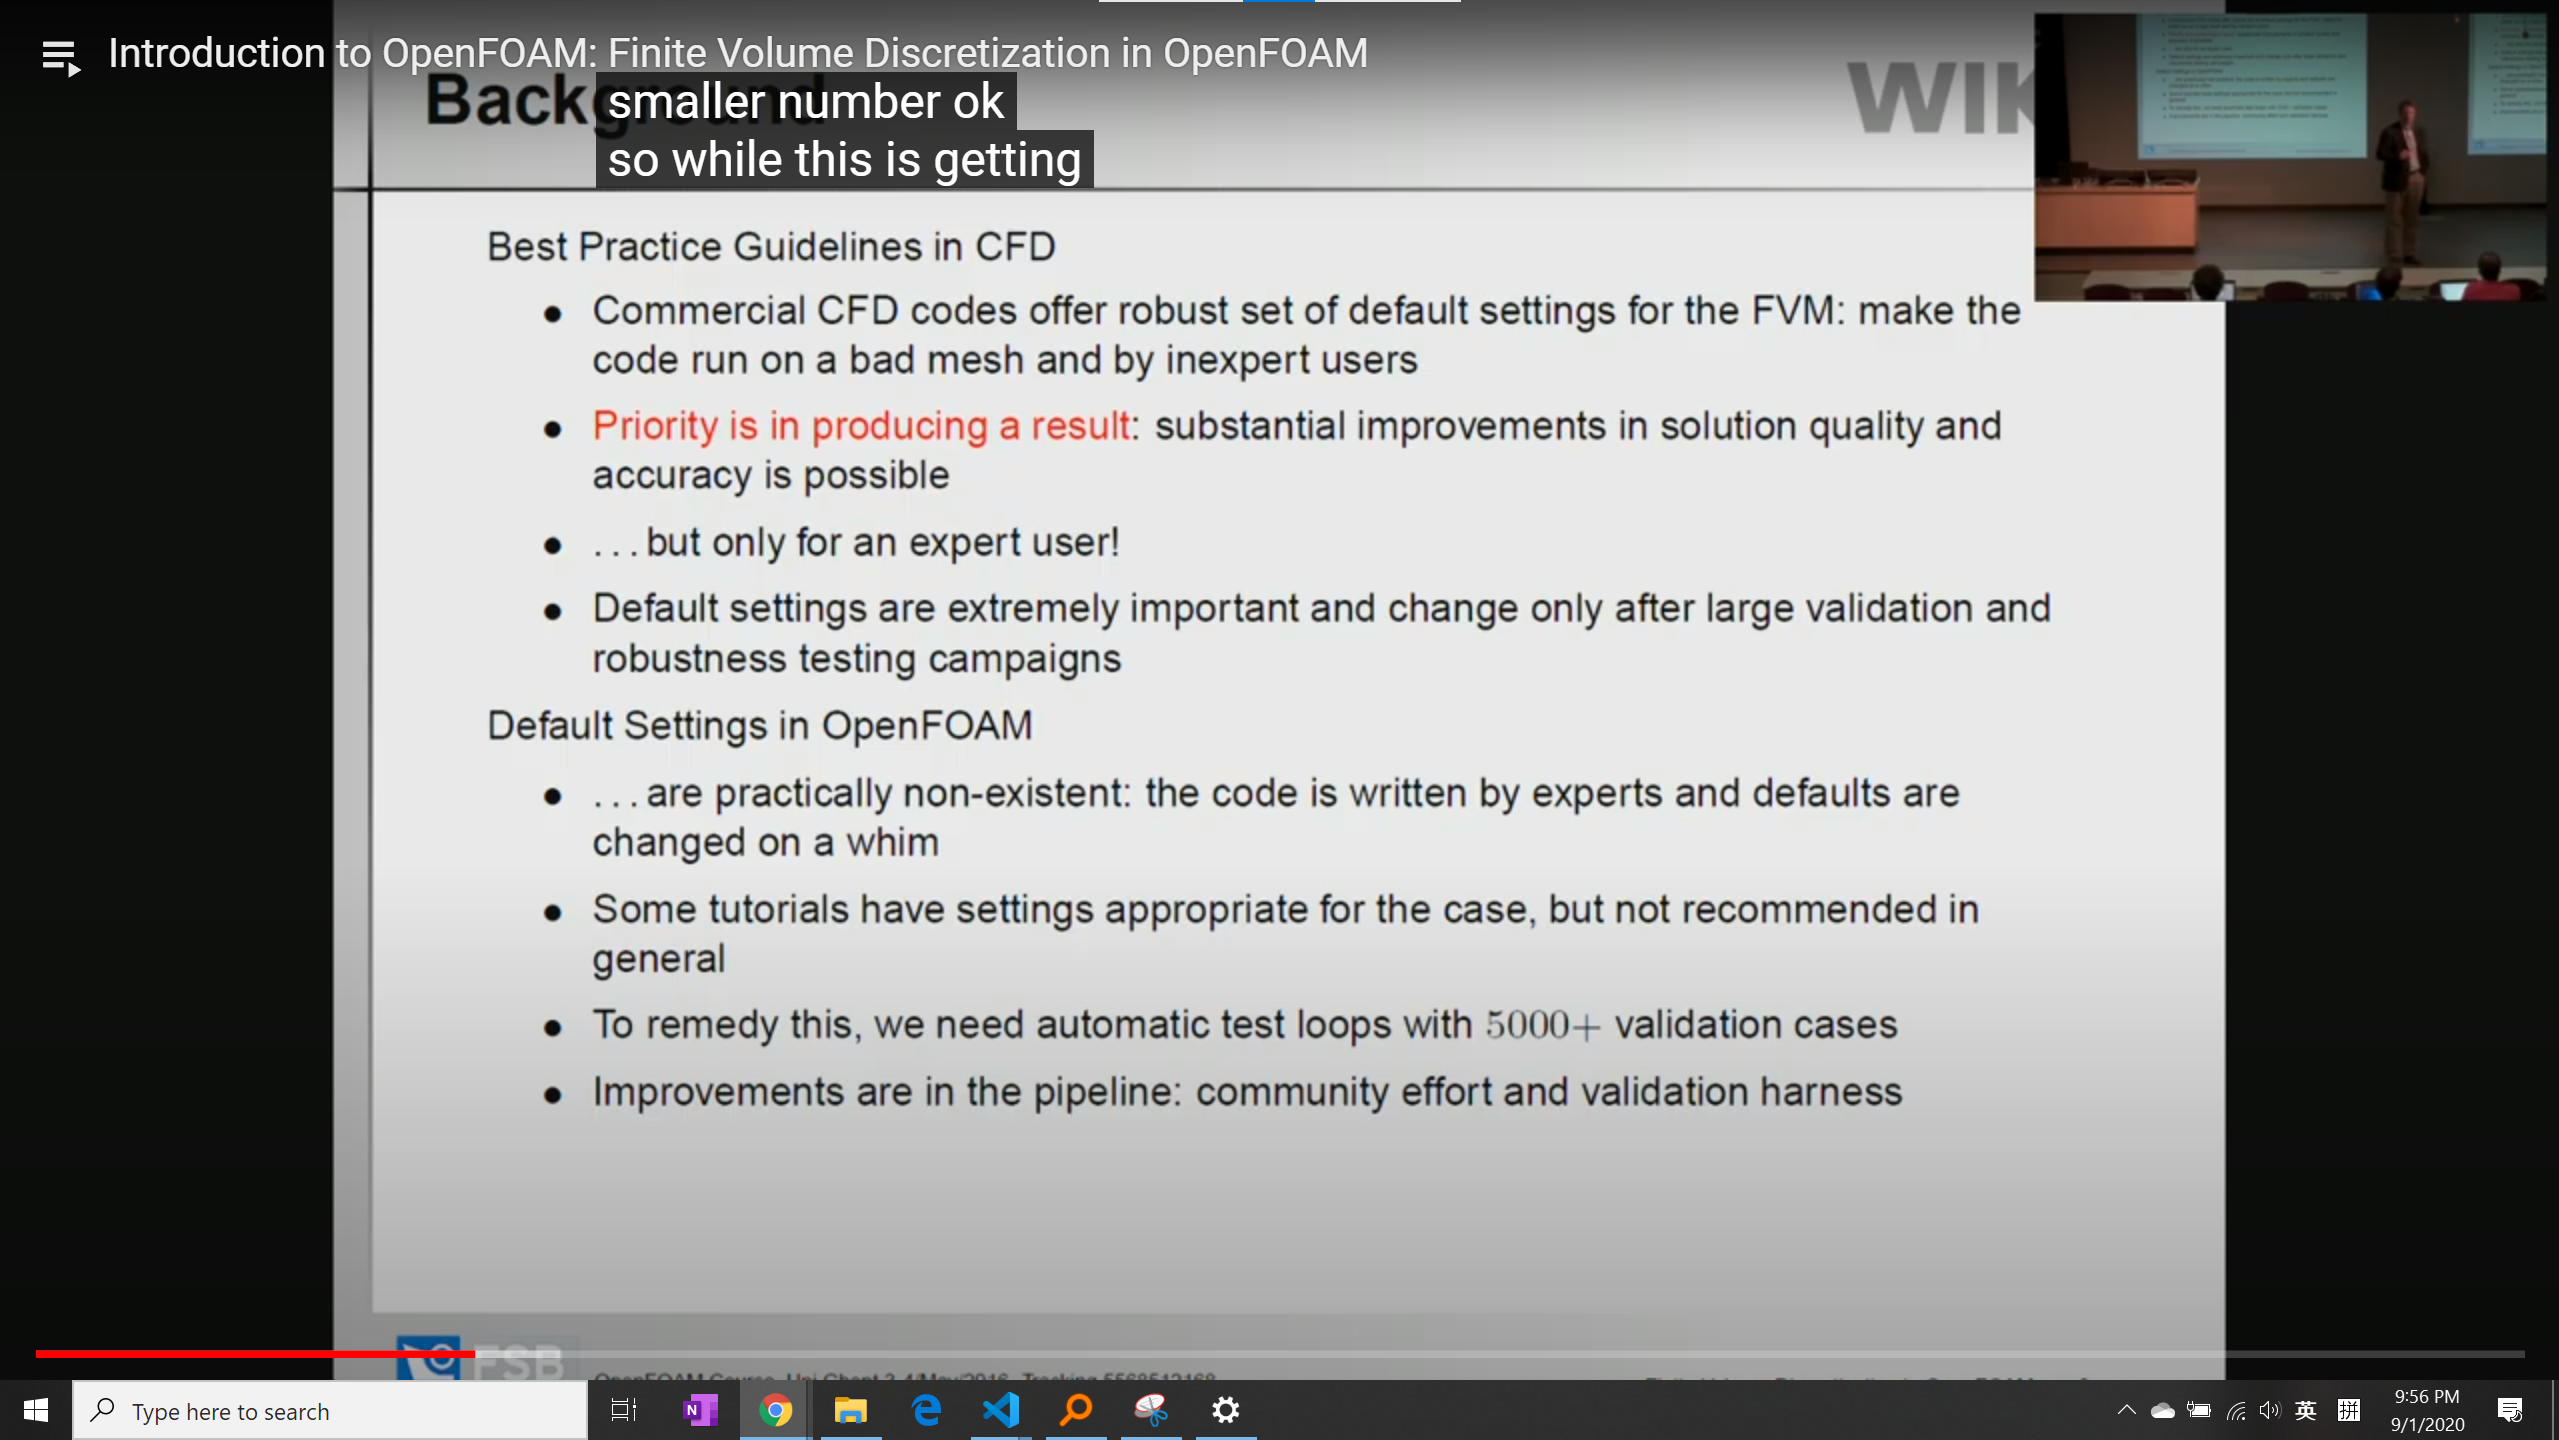 Introduction to OpenFOAM: Finite Volume Discretization in OpenFOAM
Background
WIK
smaller number ok
so while this is getting
Best Practice Guidelines in CFD
● Commercial CFD codes offer robust set of default settings for the FVM: make the
code run on a bad mesh and by inexpert users
● Priority is in producing a result: substantial improvements in solution quality and
accuracy is possible
● ...but only for an expert user!
● Default settings are extremely important and change only after large validation and
robustness testing campaigns
Default Settings in OpenFOAM
● ...are practically non-existent: the code is written by experts and defaults are
changed on a whim
● Some tutorials have settings appropriate for the case, but not recommended in
general
● To remedy this, we need automatic test loops with 5000+ validation cases
● Improvements are in the pipeline: community effort and validation harness
FSB
Type here to search
N
英
拼
9:56 PM
9/1/2020